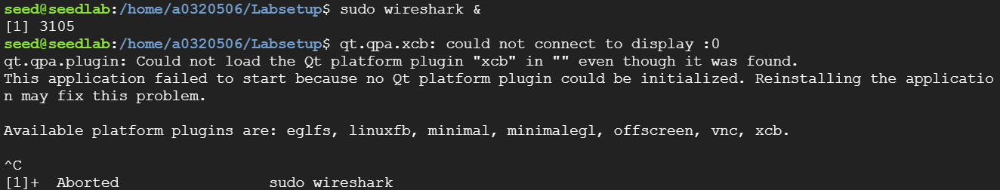 seed@seedlab:/home/a0320506/Labsetup$ sudo wireshark &
[1] 3105
seed@seedlab:/home/a0320506/Labsetup$ qt.qpa.xcb: could not connect to display :0
qt.qpa.plugin: Could not load the Qt platform plugin "xcb" in "" even though it was found.
This application failed to start because no Qt platform plugin could be initialized. Reinstalling the applicatio
n may fix this problem.

Available platform plugins are: eglfs, linuxfb, minimal, minimalegl, offscreen, vnc, xcb.

^C
[1]+  Aborted                 sudo wireshark